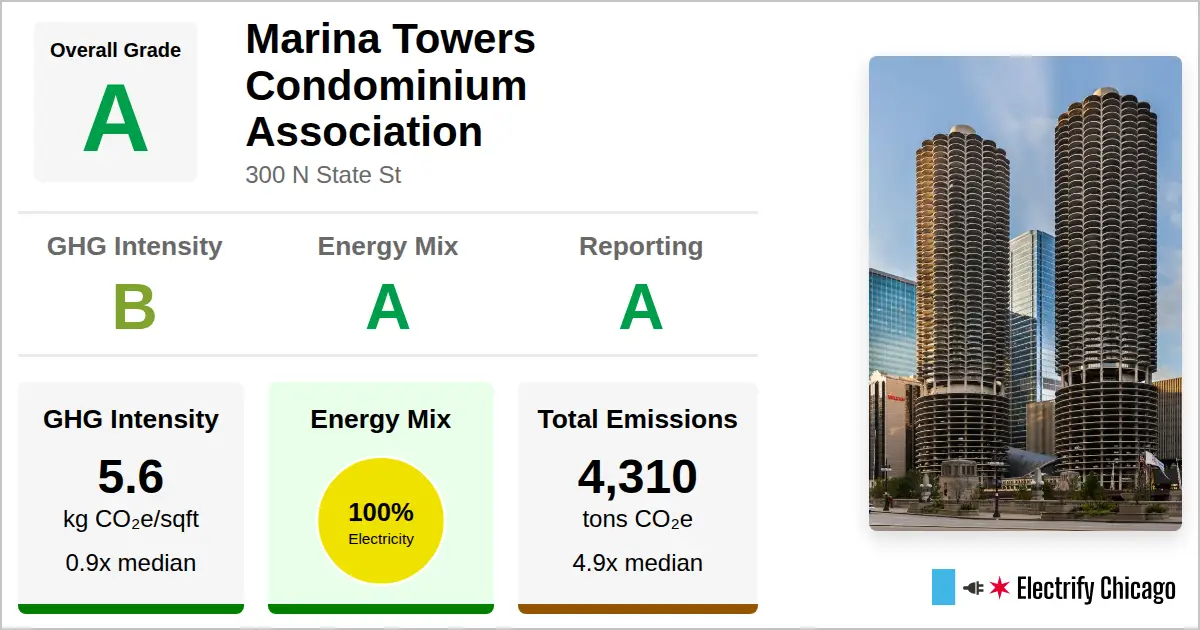 Overall Grade
A
Marina Towers
Condominium
Association
300 N State St
GHG Intensity
B
Energy Mix
A
Reporting
A
GHG Intensity
5.6
kg CO₂e/sqft
0.9x median
Energy Mix
100%
Electricity
Total Emissions
4,310
tons CO₂e
4.9x median
Electrify Chicago